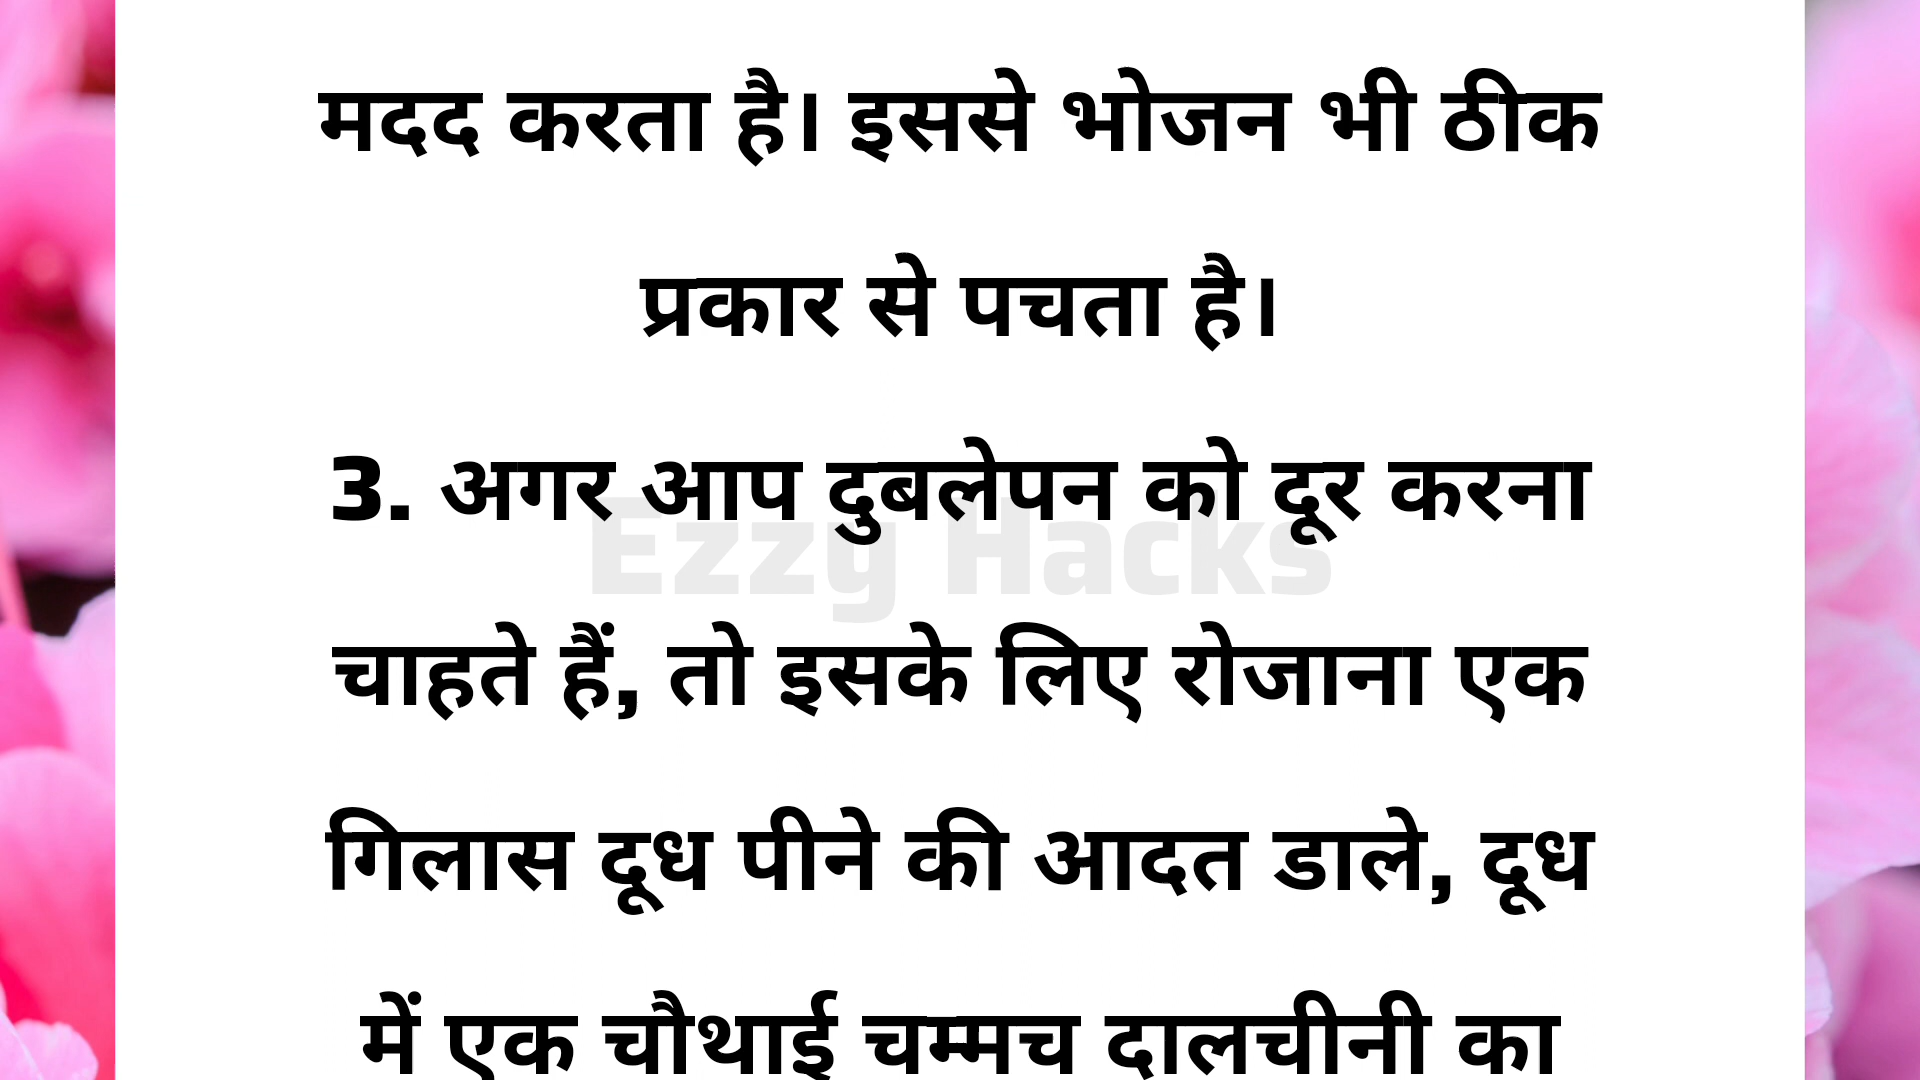 मदद करता है। इससे भोजन भी ठीक
प्रकार से पचता है।
3. अगर आप दुबलेपन को दूर करना
Ezzy Hacks
चाहते हैं, तो इसके लिए रोजाना एक
गिलास दूध पीने की आदत डाले, दूध
में एक चौथाई चम्मच दालचीनी का